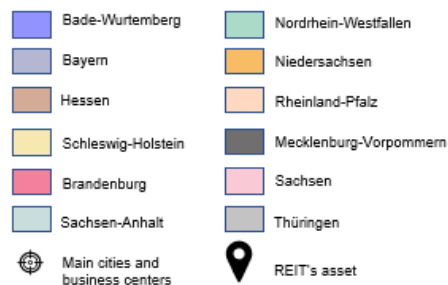 Bade-Wurtemberg
Nordrhein-Westfallen
Bayern
Niedersachsen
Hessen
Rheinland-Pfalz
Schleswig-Holstein
Mecklenburg-Vorpommern
Brandenburg
Sachsen
Sachsen-Anhalt
Thüringen
Main cities and
business centers
REIT's asset